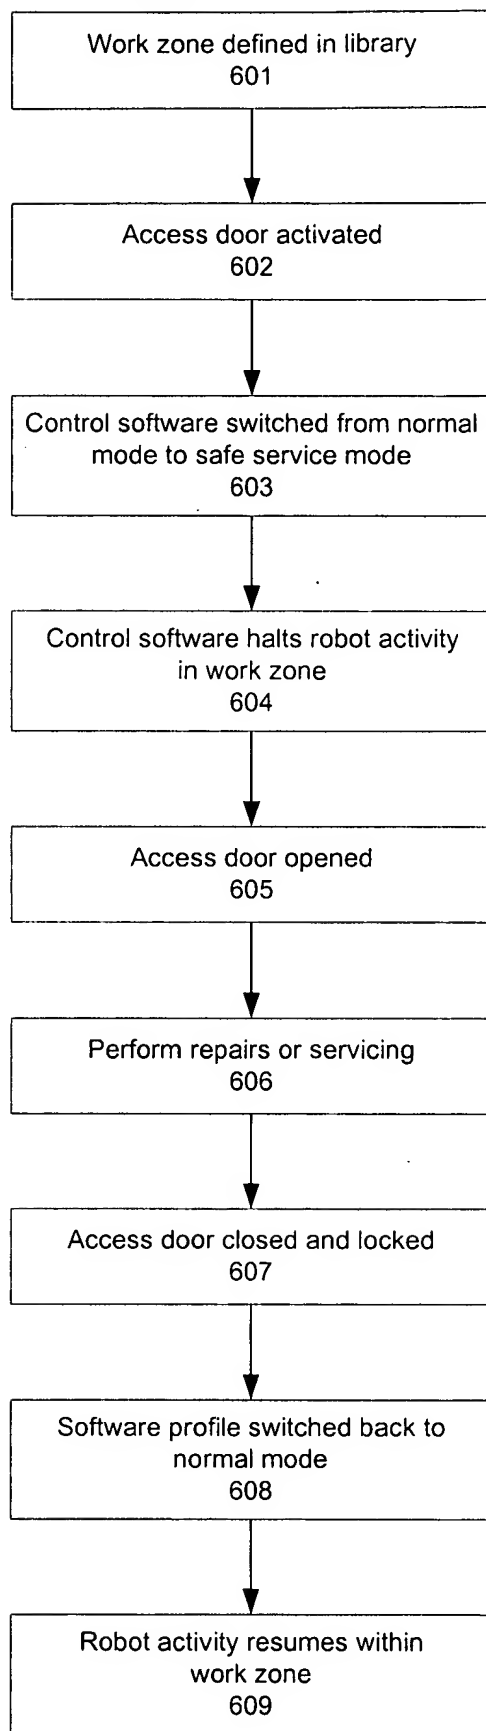 Work zone defined in library
601
Access door activated
602
Control software switched from normal
mode to safe service mode
603
Control software halts robot activity
in work zone
604
Access door opened
605
Perform repairs or servicing
606
Access door closed and locked
607
Software profile switched back to
normal mode
608
Robot activity resumes within
work zone
609